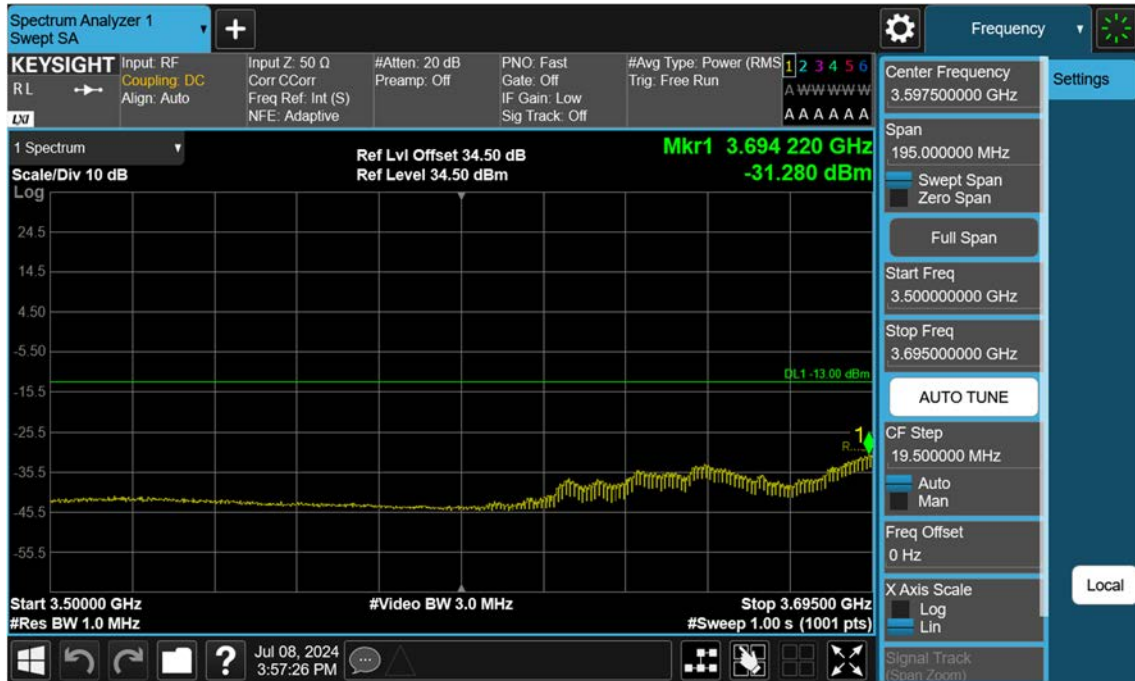 Spectrum Analyzer 1
Swept SA
Frequency
KEYSIGHT
RL
LXI
Input: RF
Coupling: DC
Align: Auto
Input Z: 50 Ω
Corr CCorr
Freq Ref: Int (S)
NFE: Adaptive
#Atten: 20 dB
Preamp: Off
PNO: Fast
Gate: Off
IF Gain: Low
Sig Track: Off
#Avg Type: Power (RMS
Trig: Free Run
1 2 3 4 5 6
A W W W W W
A A A A A A
1 Spectrum
Scale/Div 10 dB
Ref Lvl Offset 34.50 dB
Ref Level 34.50 dBm
Mkr1 3.694 220 GHz
-31.280 dBm
Log
24.5
14.5
4.50
-5.50
DL1 -13.00 dBm
-15.5
-25.5
1
R...
-35.5
-45.5
-55.5
Start 3.50000 GHz
#Video BW 3.0 MHz
Stop 3.69500 GHz
#Res BW 1.0 MHz
#Sweep 1.00 s (1001 pts)
?
Jul 08, 2024
3:57:26 PM
Center Frequency
3.597500000 GHz
Span
195.000000 MHz
Swept Span
Zero Span
Full Span
Start Freq
3.500000000 GHz
Stop Freq
3.695000000 GHz
AUTO TUNE
CF Step
19.500000 MHz
Auto
Man
Freq Offset
0 Hz
X Axis Scale
Log
Lin
Signal Track
(Span Zoom)
Settings
Local